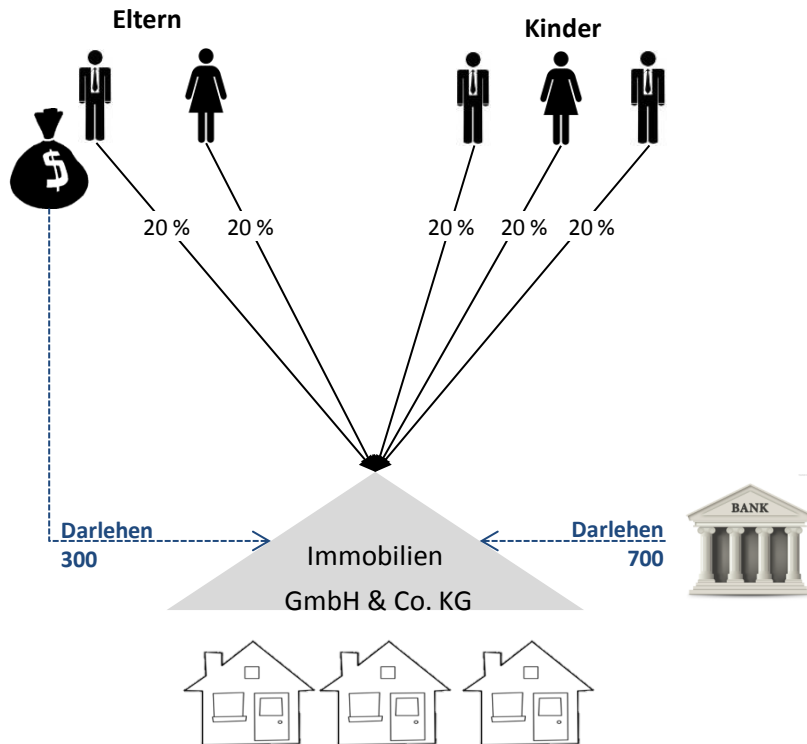 Eltern
Kinder
$
20 %
20 %
20 %
20 %
20 %
Darlehen
300
Immobilien
GmbH & Co. KG
Darlehen
700
BANK